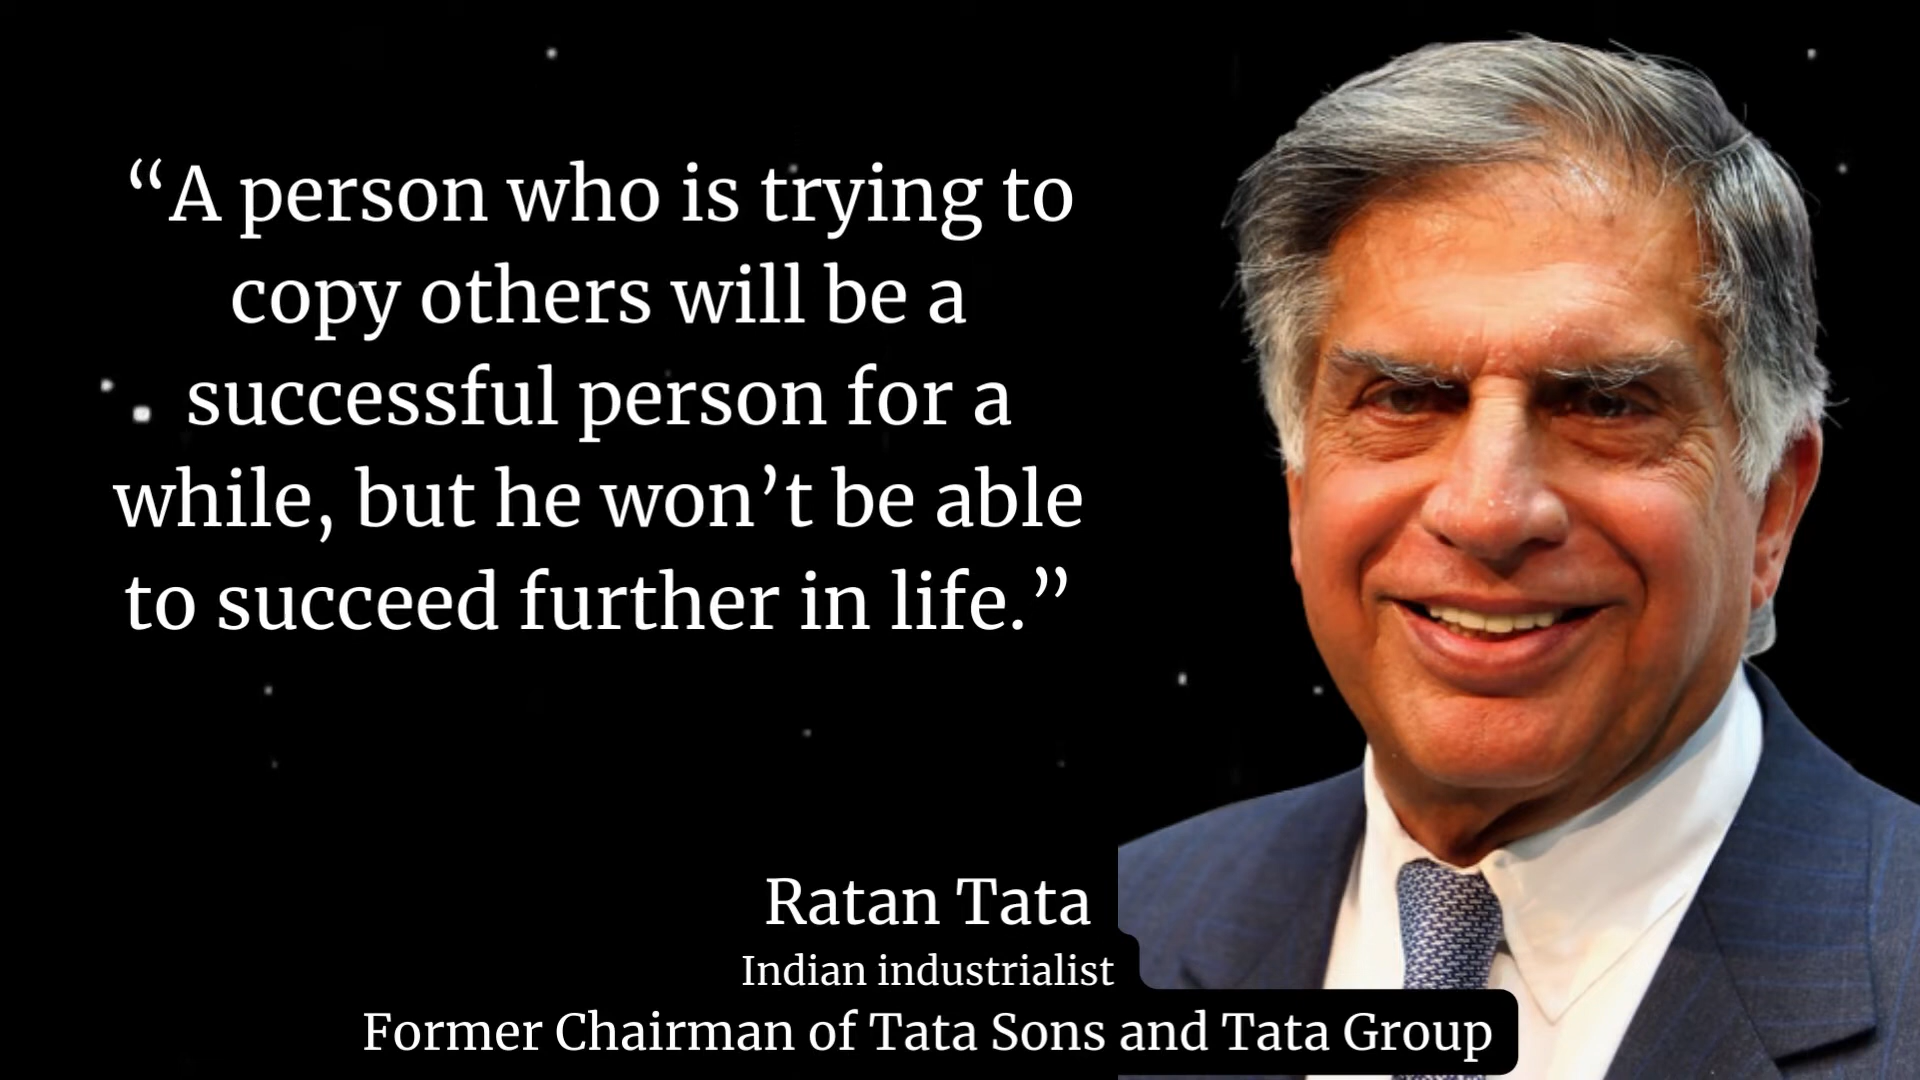 “A person who is trying to
copy others will be a
successful person for a
while, but he won’t be able
to succeed further in life.”
Ratan Tata
Indian industrialist
Former Chairman of Tata Sons and Tata Group